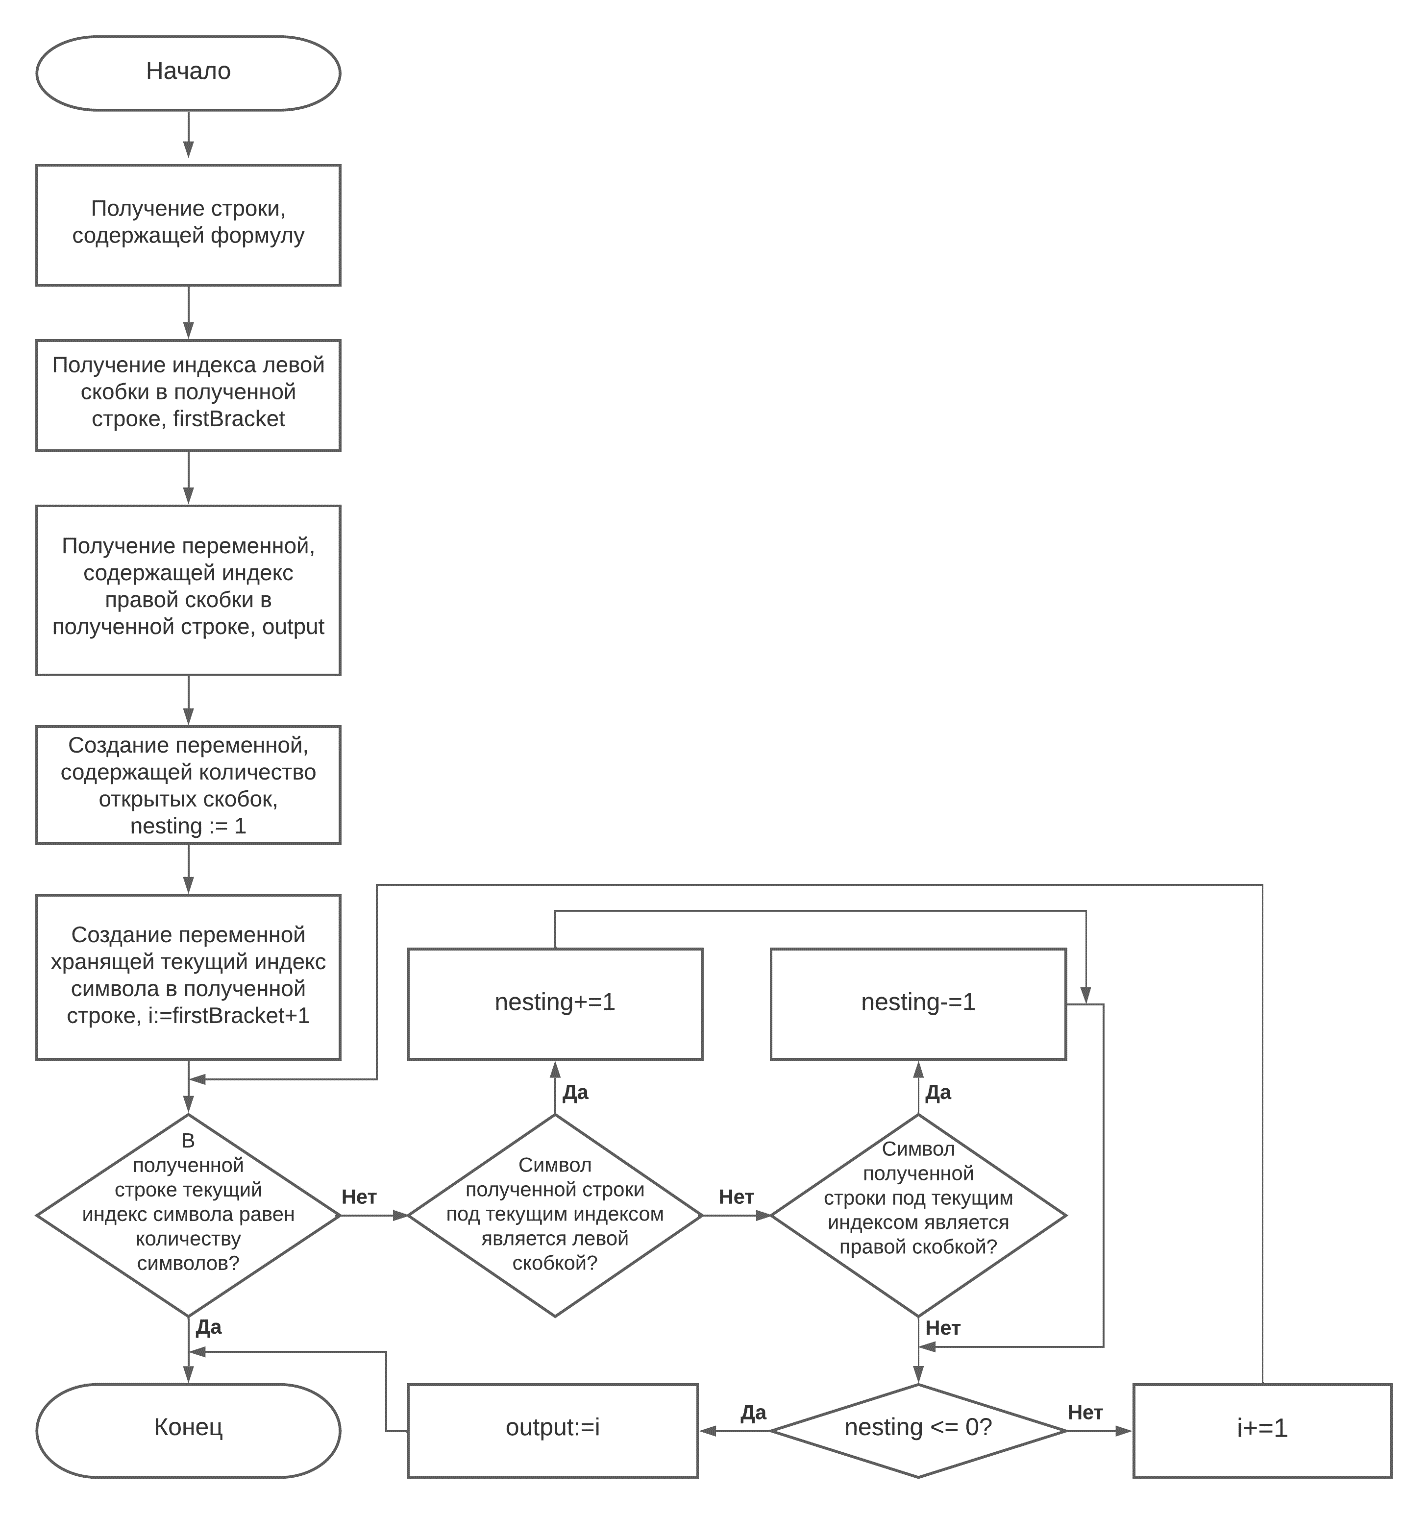 Начало
Получение строки,
содержащей формулу
Получение индекса левой
скобки в полученной
строке, firstBracket
Получение переменной,
содержащей индекс
правой скобки в
полученной строке, output
Создание переменной,
содержащей количество
открытых скобок,
nesting := 1
Создание переменной
хранящей текущий индекс
символа в полученной
строке, i:=firstBracket+1
nesting+=1
nesting-=1
Да
Да
В
полученной
строке текущий
индекс символа равен
количеству
символов?
Нет
Символ
полученной строки
под текущим индексом
является левой
скобкой?
Нет
Символ
полученной
строки под текущим
индексом является
правой скобкой?
Да
Нет
Конец
output:=i
Да
nesting <= 0?
Нет
i+=1